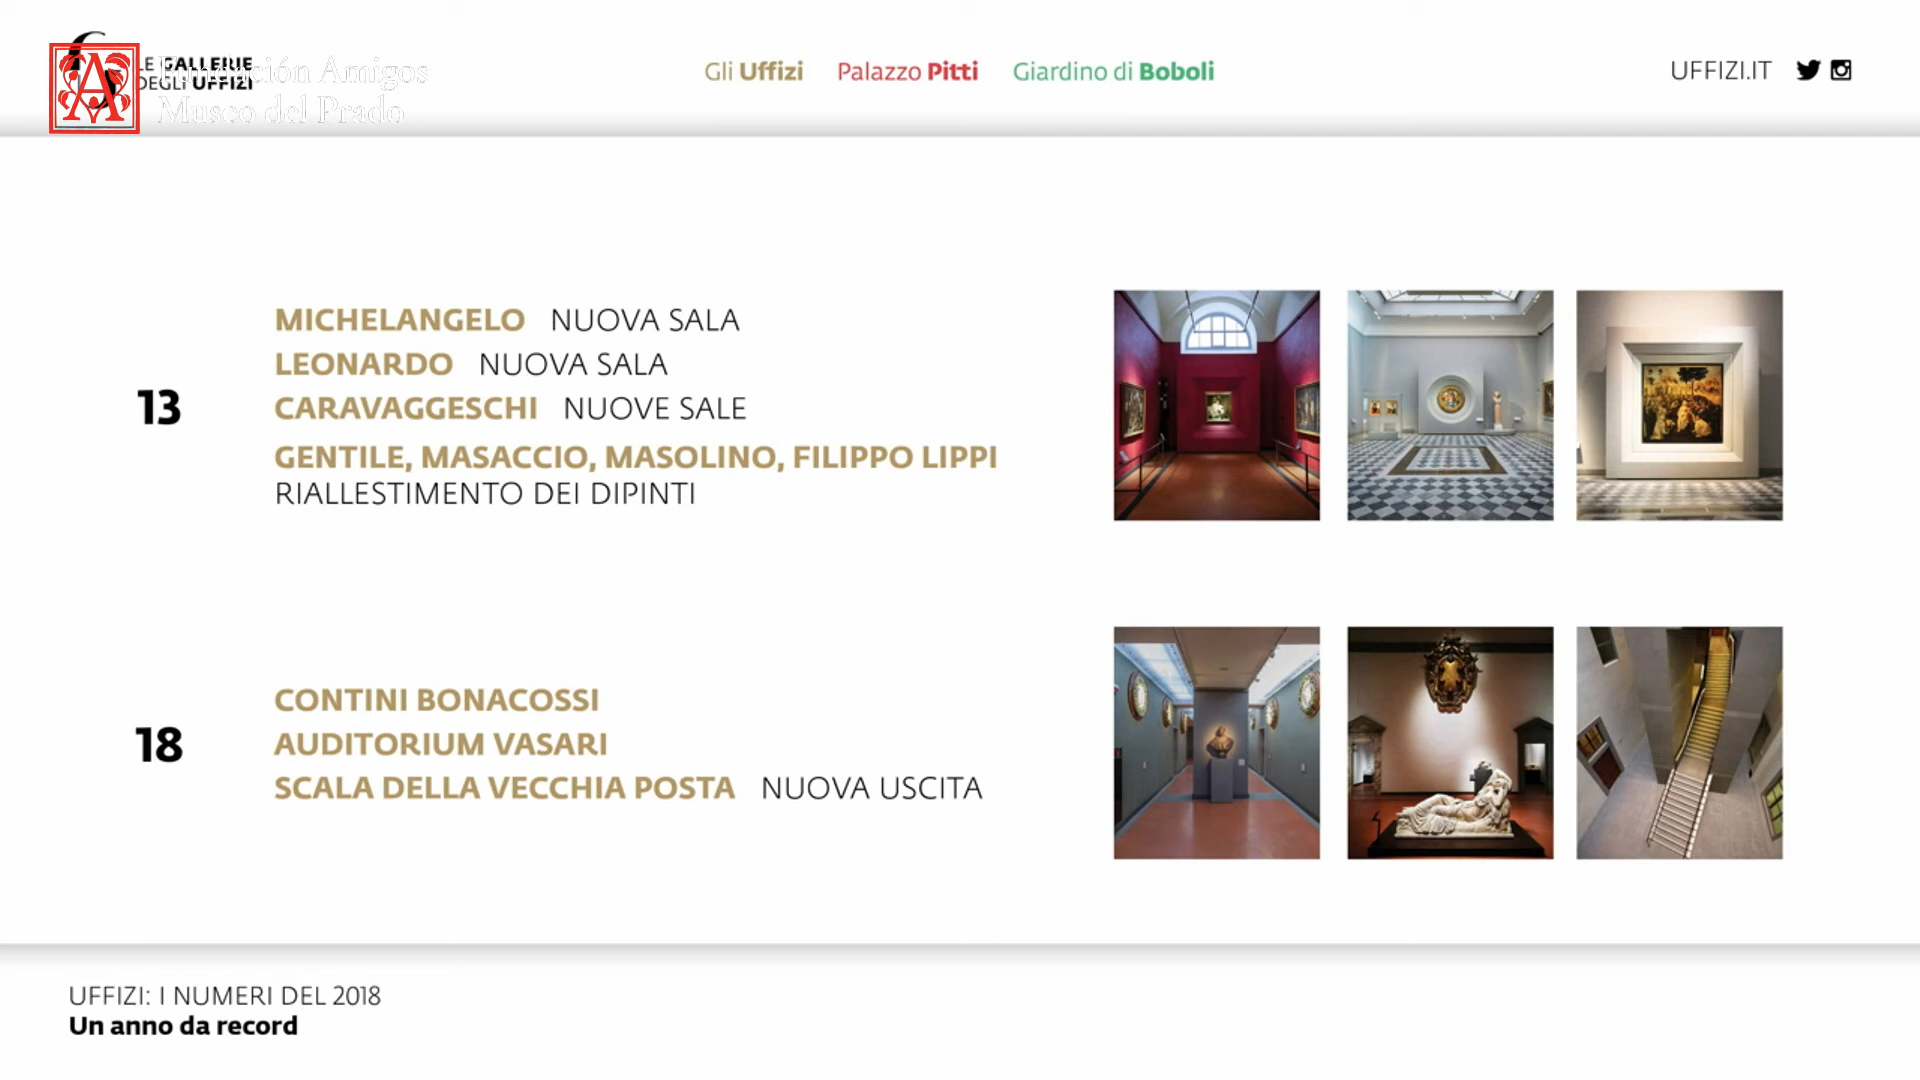 LE GALLERIE
DEGLI UFFIZI
Fundación Amigos
Museo del Prado
Gli Uffizi Palazzo Pitti Giardino di Boboli
UFFIZI.IT
13
MICHELANGELO NUOVA SALA
LEONARDO NUOVA SALA
CARAVAGGESCHI NUOVE SALE
GENTILE, MASACCIO, MASOLINO, FILIPPO LIPPI
RIALLESTIMENTO DEI DIPINTI
18
CONTINI BONACOSSI
AUDITORIUM VASARI
SCALA DELLA VECCHIA POSTA NUOVA USCITA
UFFIZI: I NUMERI DEL 2018
Un anno da record